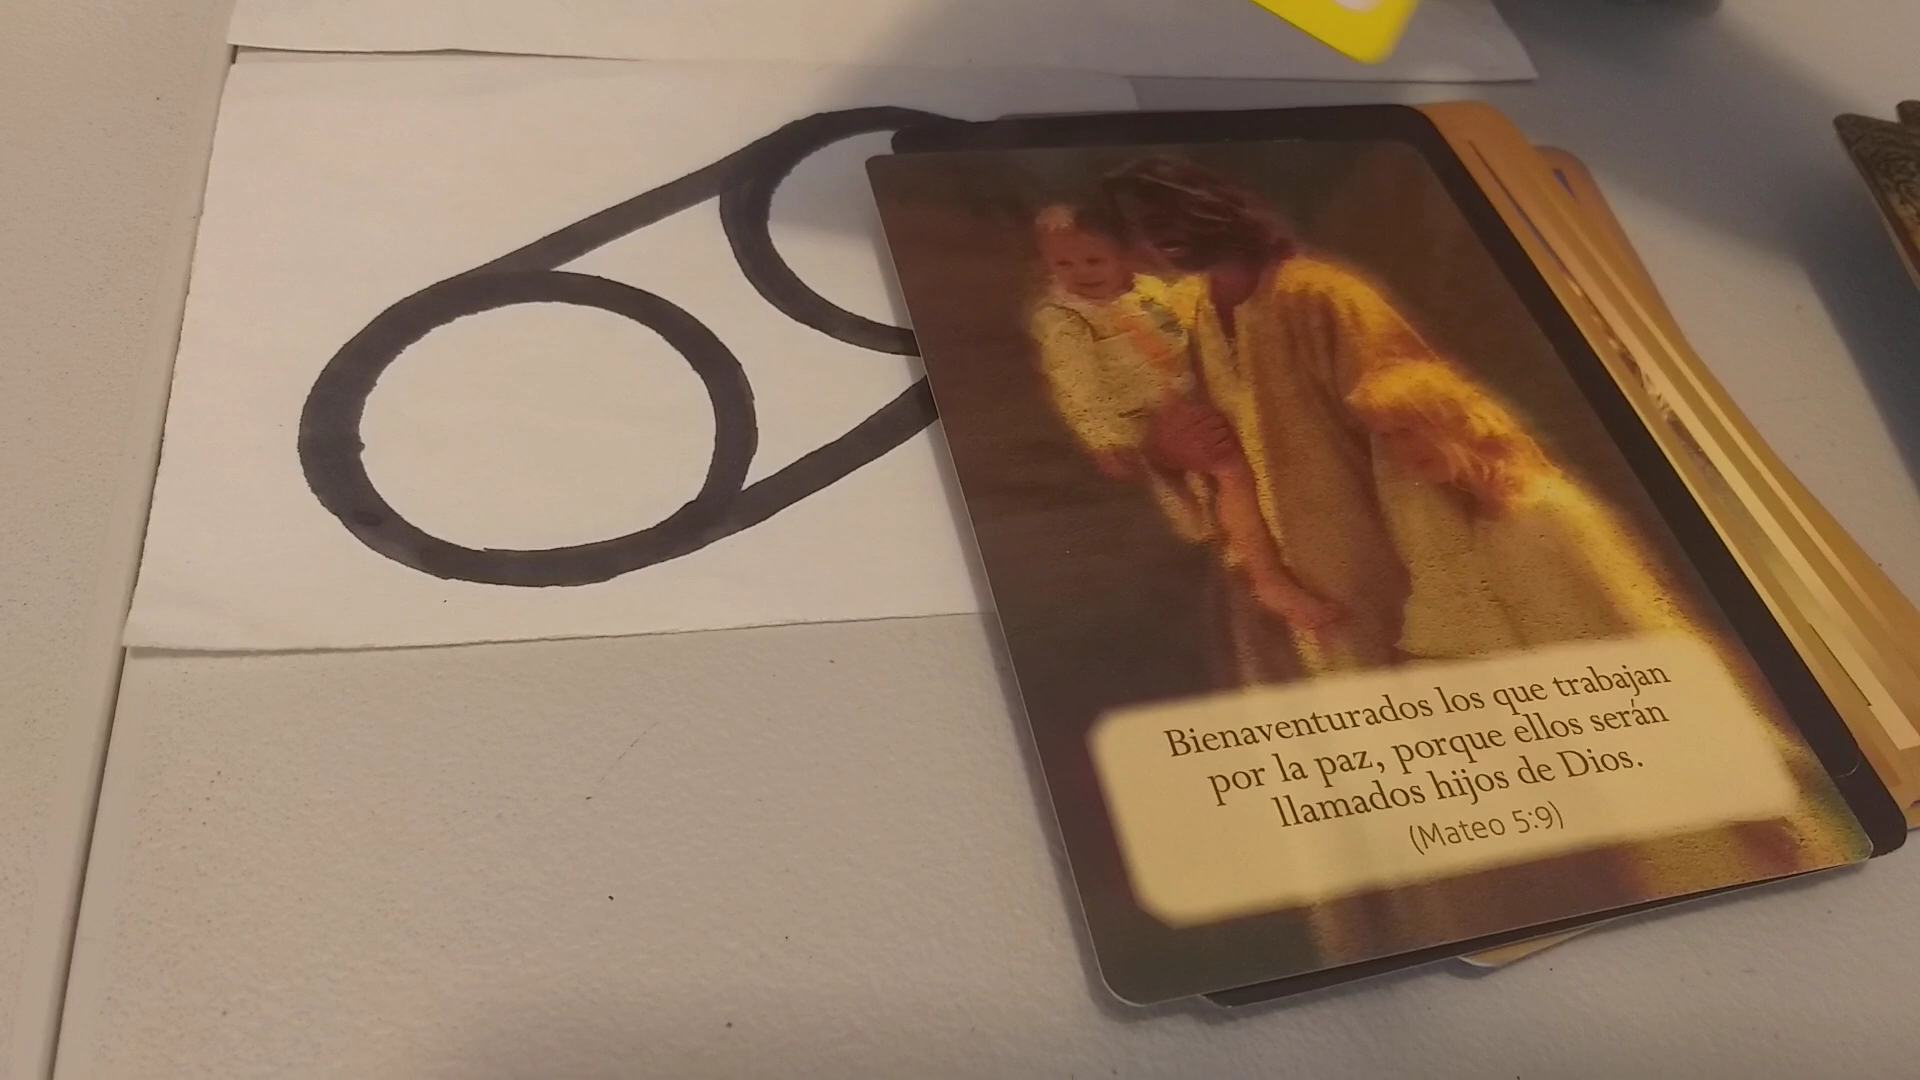 Bienaventurados los que trabajan
por la paz, porque ellos serán
llamados hijos de Dios.
(Mateo 5:9)